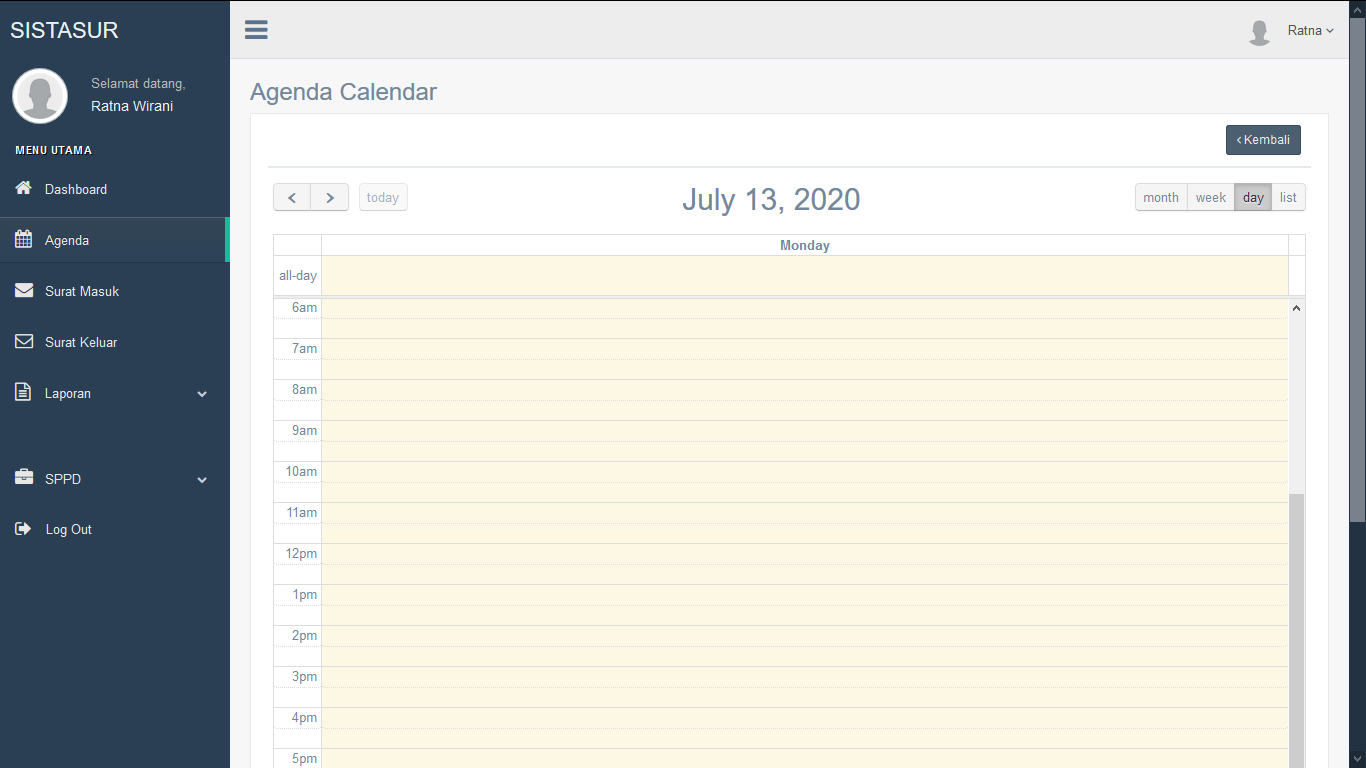 SISTASUR
Selamat datang,
Ratna Wirani
MENU UTAMA
Dashboard
Agenda
Surat Masuk
Surat Keluar
Laporan
SPPD
Log Out
Ratna
Agenda Calendar
Kembali
today
July 13, 2020
month week day list
Monday
all-day
6am
7am
8am
9am
10am
11am
12pm
1pm
2pm
3pm
4pm
5pm